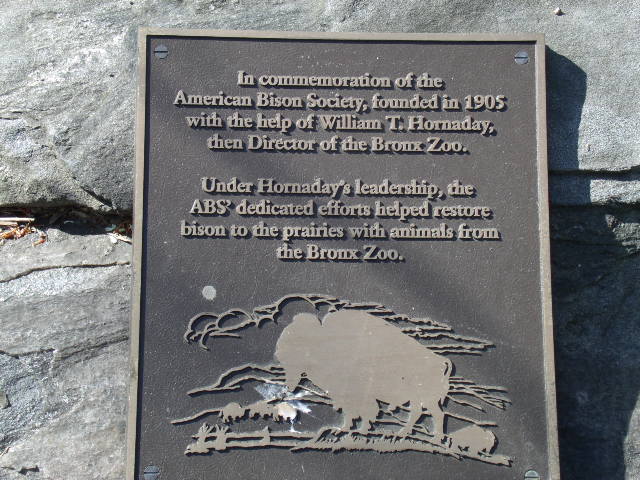 In commemoration of the
American Bison Society, founded in 1905
with the help of William T. Hornaday,
then Director of the Bronx Zoo.
Under Hornaday's leadership, the
ABS' dedicated efforts helped restore
bison to the prairies with animals from
the Bronx Zoo.